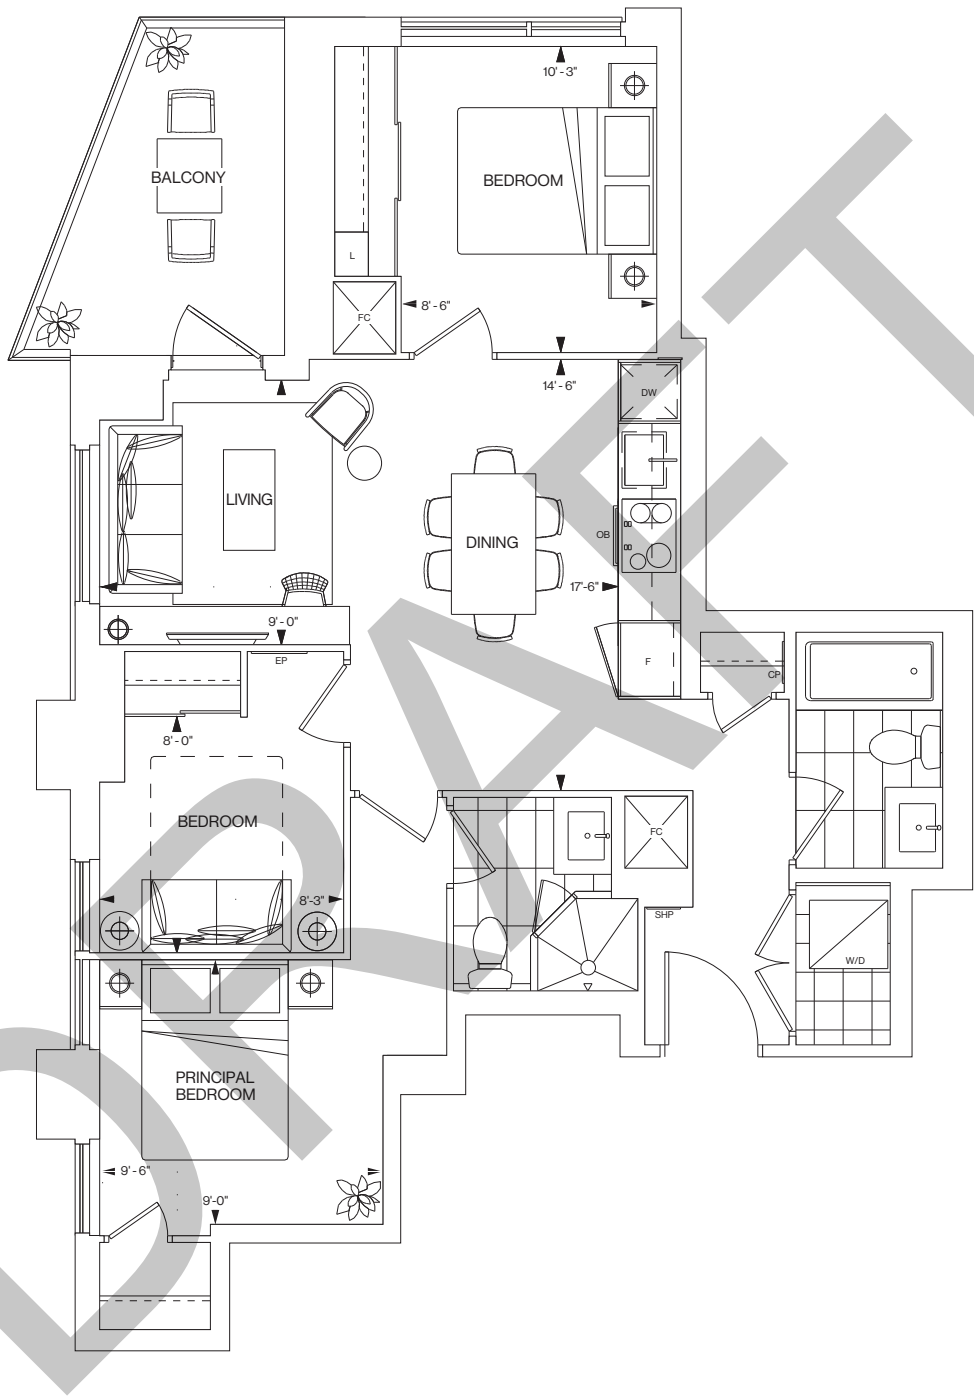 10'-3"
BALCONY
BEDROOM
L
8'-6"
FC
14'-6"
DW
LIVING
DINING
OB
17'-6"
9'-0"
EP
F
CP
8'-0"
BEDROOM
FC
8'-3"
SHP
W/D
PRINCIPAL
BEDROOM
9'-6"
9'-0"
DRAFT